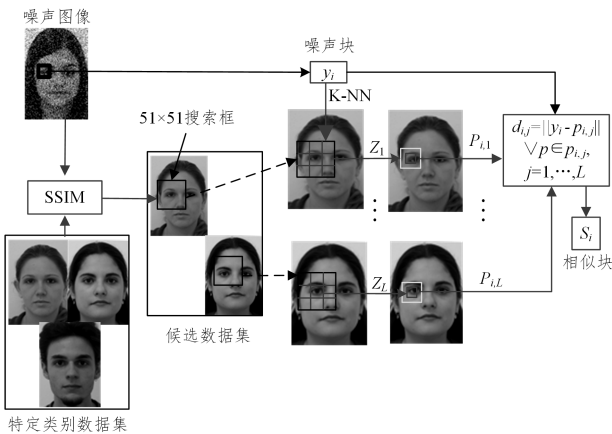 噪声图像
噪声块
y_i
K-NN
51×51搜索框
SSIM
Z_1
P_{i,1}
d_{i,j}=||y_i-p_{i,j}||
∀p∈p_{i,j},
j=1,…,L
S_i
相似块
Z_L
P_{i,L}
候选数据集
特定类别数据集